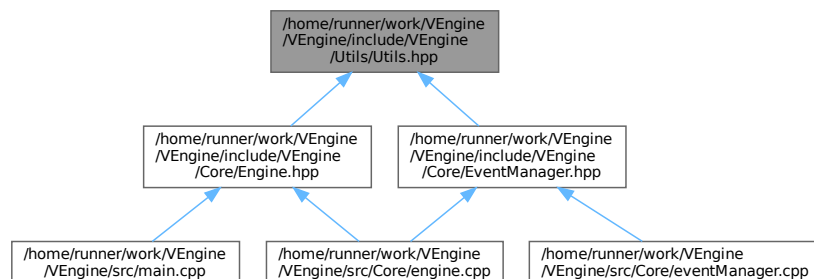 /home/runner/work/VEngine
/VEngine/include/VEngine
/Utils/Utils.hpp
/home/runner/work/VEngine
/VEngine/include/VEngine
/Core/Engine.hpp
/home/runner/work/VEngine
/VEngine/include/VEngine
/Core/EventManager.hpp
/home/runner/work/VEngine
/VEngine/src/main.cpp
/home/runner/work/VEngine
/VEngine/src/Core/engine.cpp
/home/runner/work/VEngine
/VEngine/src/Core/eventManager.cpp